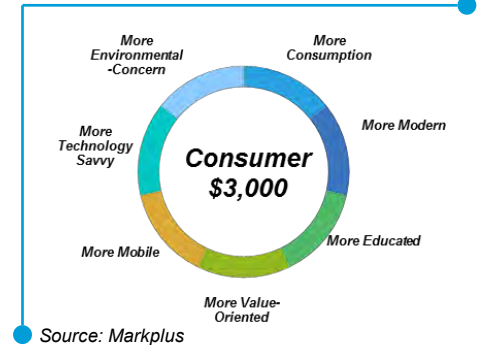 More
Environmental
-Concern
More
Consumption
More Modern
More
Technology
Savvy
Consumer
$3,000
More Educated
More Mobile
More Value-
Oriented
Source: Markplus